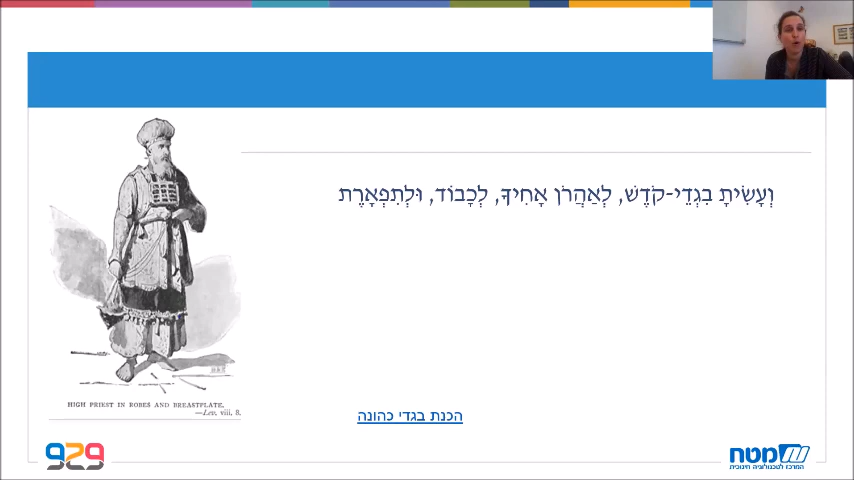 וְעָשִׂיתָ בִגְדֵי-קֹדֶשׁ, לְאַהֲרֹן אָחִיךָ, לְכָבוֹד, וּלְתִפְאָרֶת
HIGH PRIEST IN ROBES AND BREASTPLATE.
—Lev. viii, 8.
הכנת בגדי כהונה
929
מטח
המרכז לטכנולוגיה חינוכית